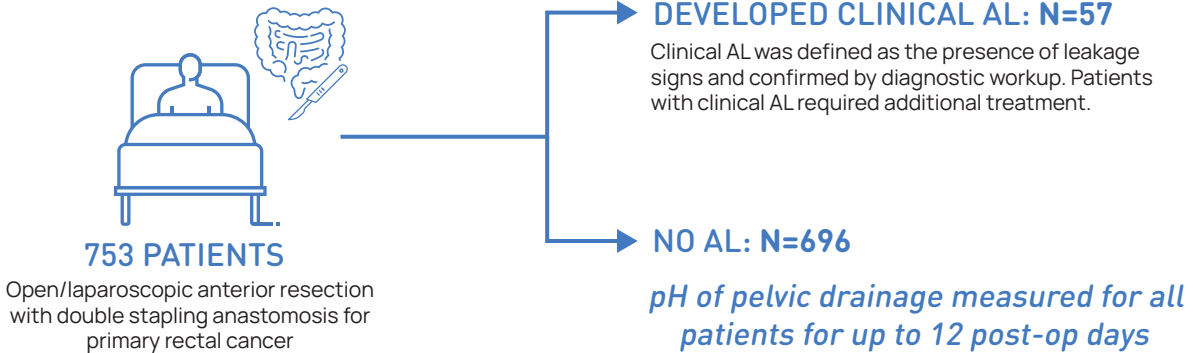 753 PATIENTS
Open/laparoscopic anterior resection
with double stapling anastomosis for
primary rectal cancer
DEVELOPED CLINICAL AL: N=57
Clinical AL was defined as the presence of leakage
signs and confirmed by diagnostic workup. Patients
with clinical AL required additional treatment.
NO AL: N=696
pH of pelvic drainage measured for all
patients for up to 12 post-op days